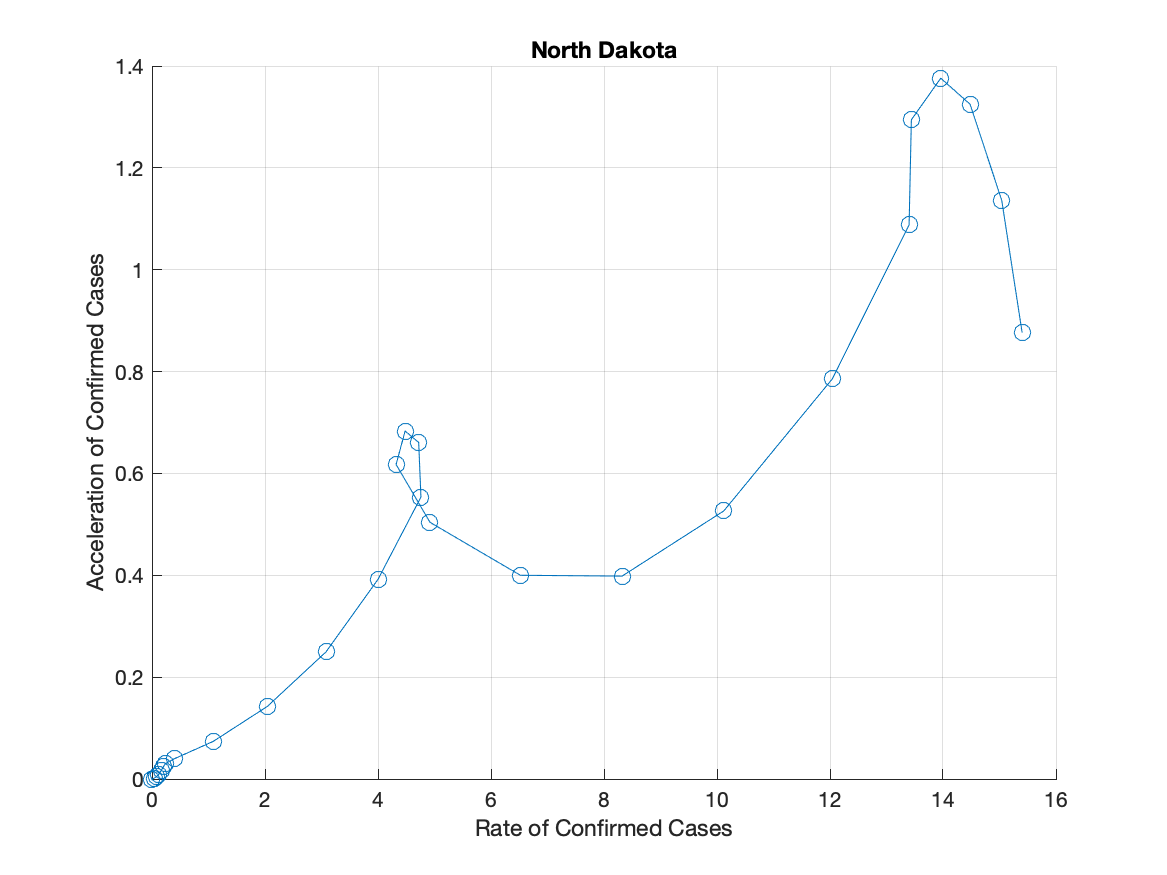 North Dakota
1.4
1.2
1
0.8
0.6
0.4
0.2
0
0 2 4 6 8 10 12 14 16
Acceleration of Confirmed Cases
Rate of Confirmed Cases